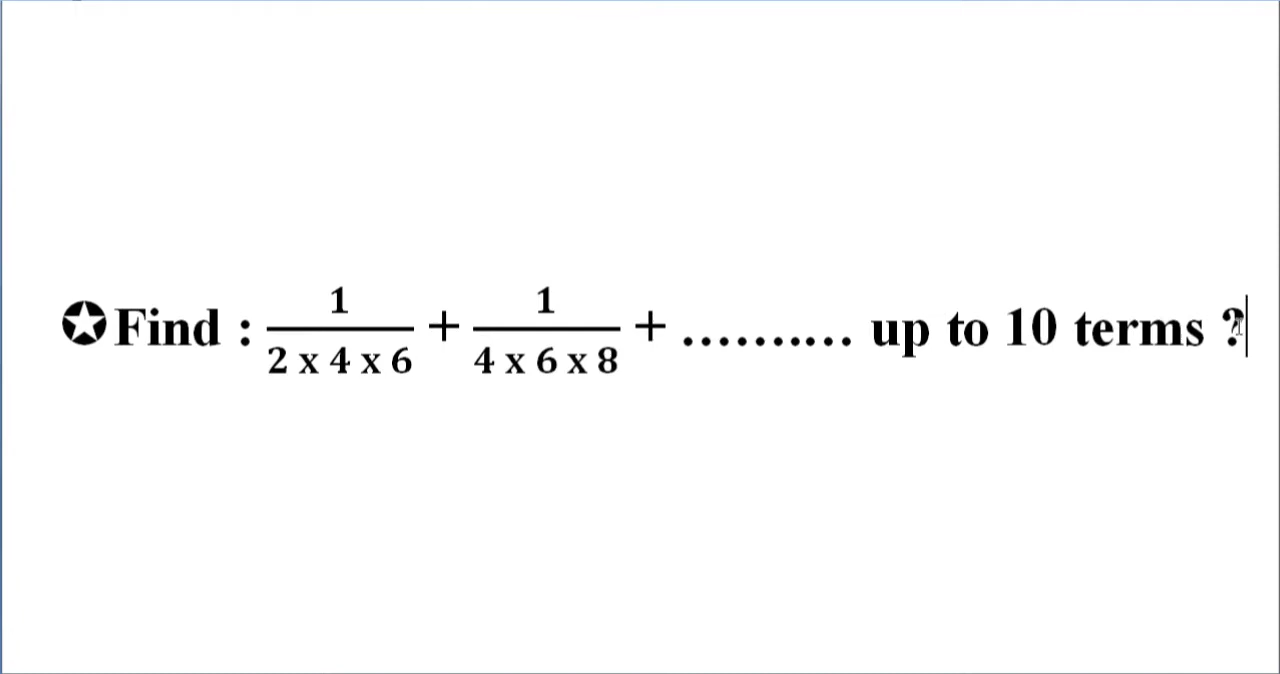 ✪Find : 1/(2 x 4 x 6) + 1/(4 x 6 x 8) + .......... up to 10 terms ?